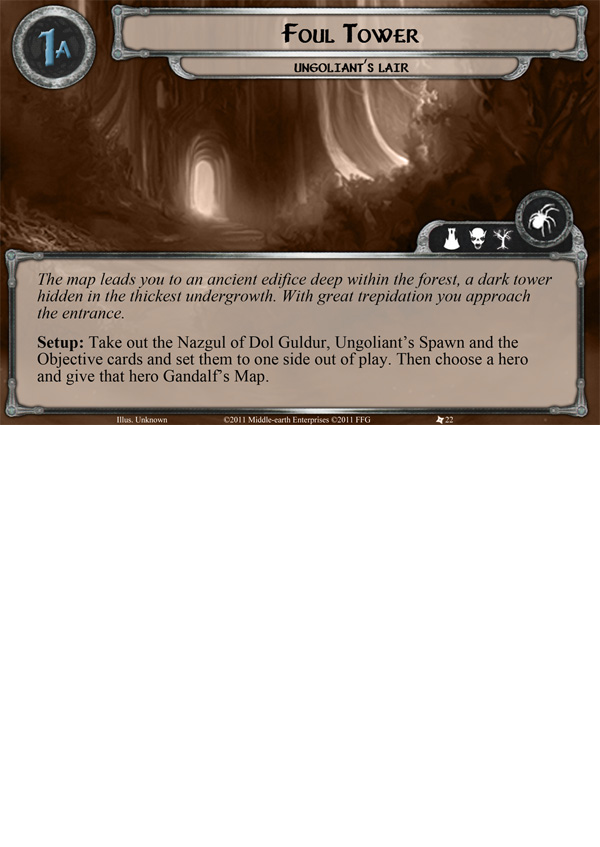 1A
Foul Tower
Ungoliant's Lair
The map leads you to an ancient edifice deep within the forest, a dark tower
hidden in the thickest undergrowth. With great trepidation you approach
the entrance.
Setup: Take out the Nazgul of Dol Guldur, Ungoliant's Spawn and the
Objective cards and set them to one side out of play. Then choose a hero
and give that hero Gandalf's Map.
Illus. Unknown ©2011 Middle-earth Enterprises ©2011 FFG 22